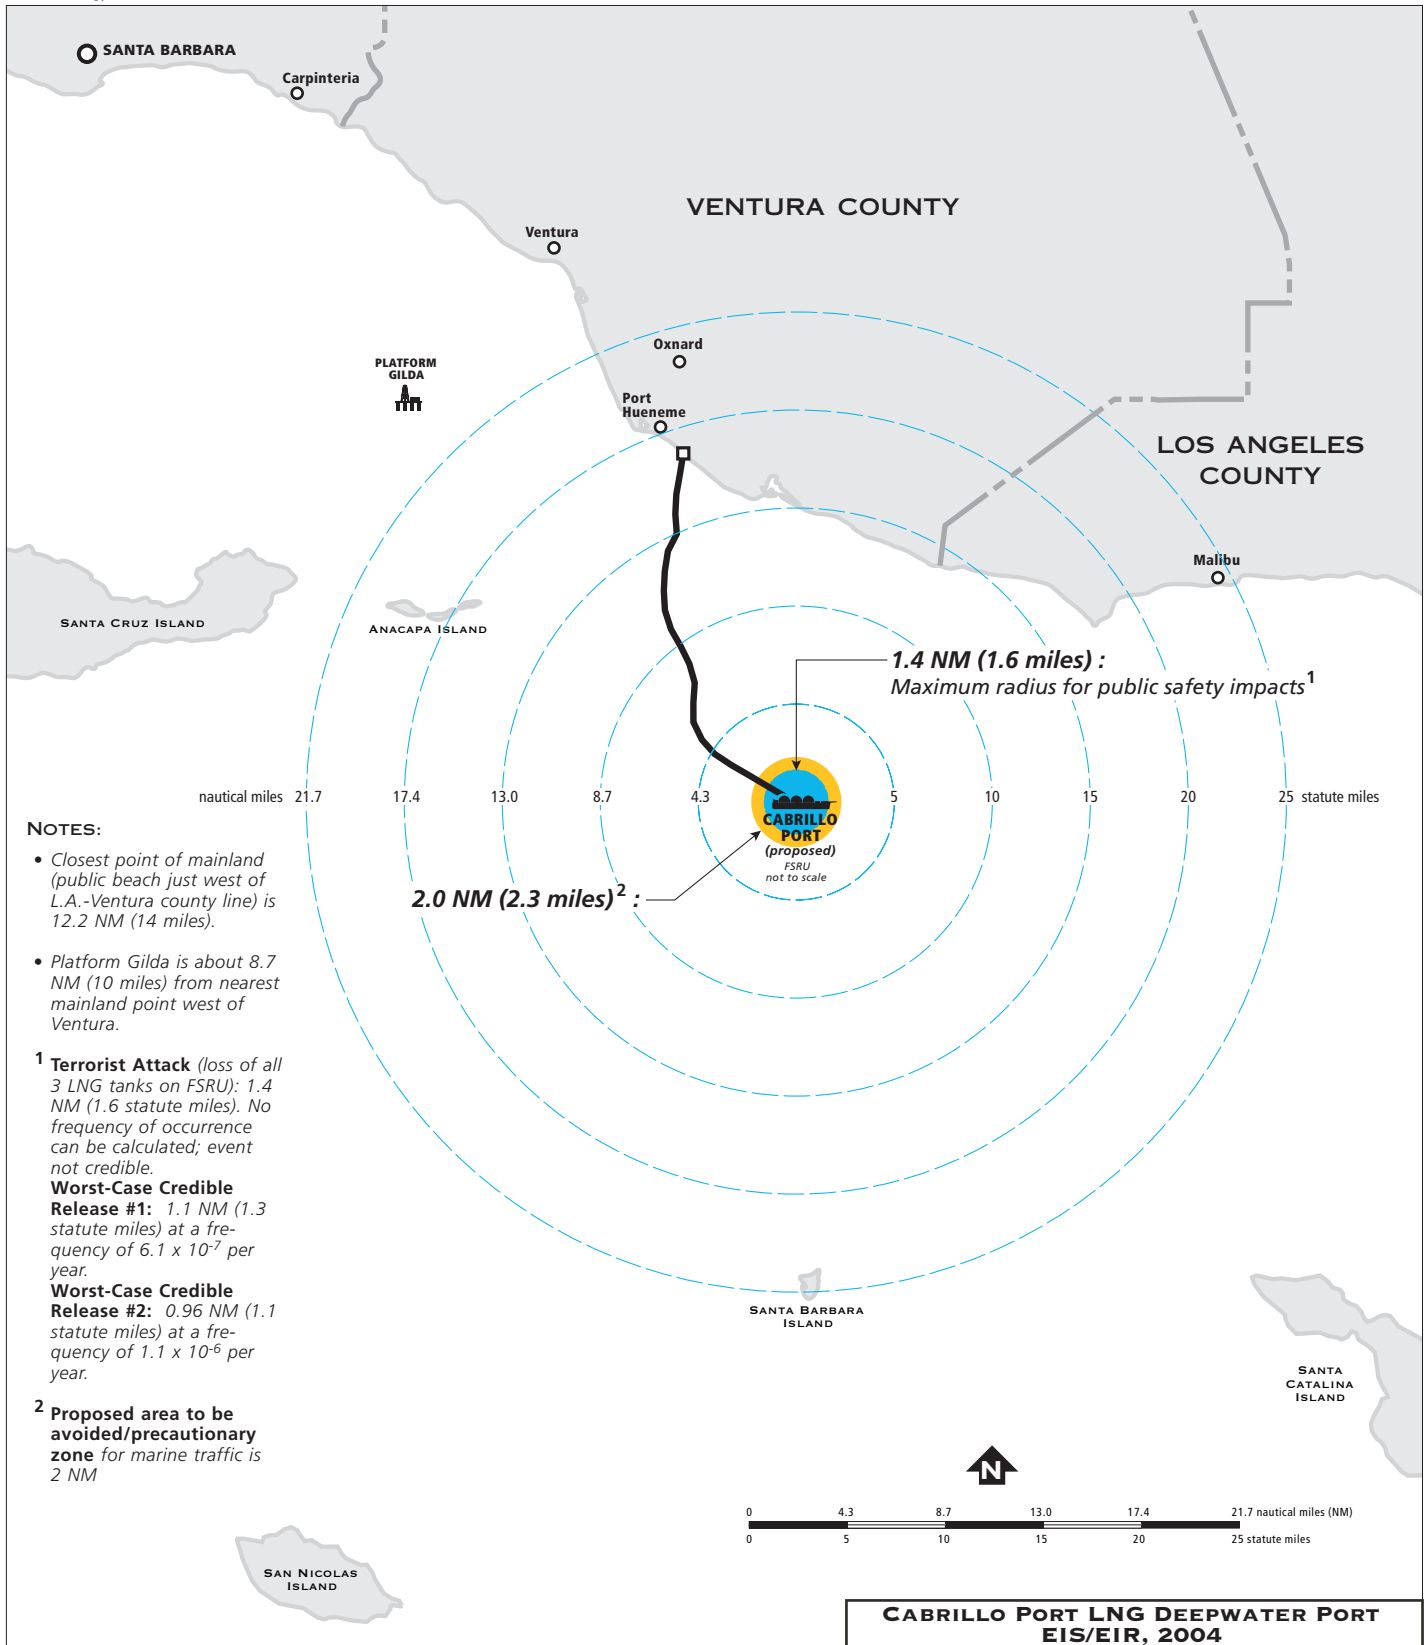 SANTA BARBARA
Carpinteria
VENTURA COUNTY
Ventura
Oxnard
PLATFORM
GILDA
Port
Hueneme
LOS ANGELES
COUNTY
Malibu
SANTA CRUZ ISLAND
ANACAPA ISLAND
1.4 NM (1.6 miles) :
Maximum radius for public safety impacts1
nautical miles 21.7 17.4 13.0 8.7 4.3 5 10 15 20 25 statute miles
CABRILLO
PORT
(proposed)
FSRU
not to scale
2.0 NM (2.3 miles)2 :
NOTES:
• Closest point of mainland
(public beach just west of
L.A.-Ventura county line) is
12.2 NM (14 miles).
• Platform Gilda is about 8.7
NM (10 miles) from nearest
mainland point west of
Ventura.
1 Terrorist Attack (loss of all
3 LNG tanks on FSRU): 1.4
NM (1.6 statute miles). No
frequency of occurrence
can be calculated; event
not credible.
Worst-Case Credible
Release #1: 1.1 NM (1.3
statute miles) at a fre-
quency of 6.1 x 10-7 per
year.
Worst-Case Credible
Release #2: 0.96 NM (1.1
statute miles) at a fre-
quency of 1.1 x 10-6 per
year.
2 Proposed area to be
avoided/precautionary
zone for marine traffic is
2 NM
SANTA BARBARA
ISLAND
SANTA
CATALINA
ISLAND
SAN NICOLAS
ISLAND
N
0 4.3 8.7 13.0 17.4 21.7 nautical miles (NM)
0 5 10 15 20 25 statute miles
CABRILLO PORT LNG DEEPWATER PORT
EIS/EIR, 2004